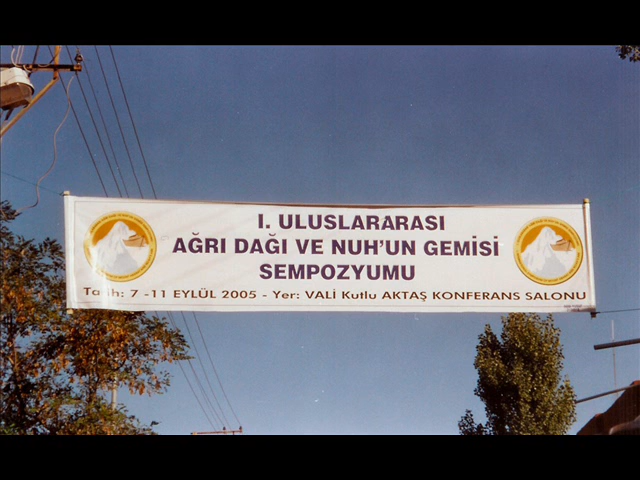 I. ULUSLARARASI
AĞRI DAĞI VE NUH'UN GEMİSİ
SEMPOZYUMU
Tarih: 7 -11 EYLÜL 2005 - Yer: VALİ Kutlu AKTAŞ KONFERANS SALONU